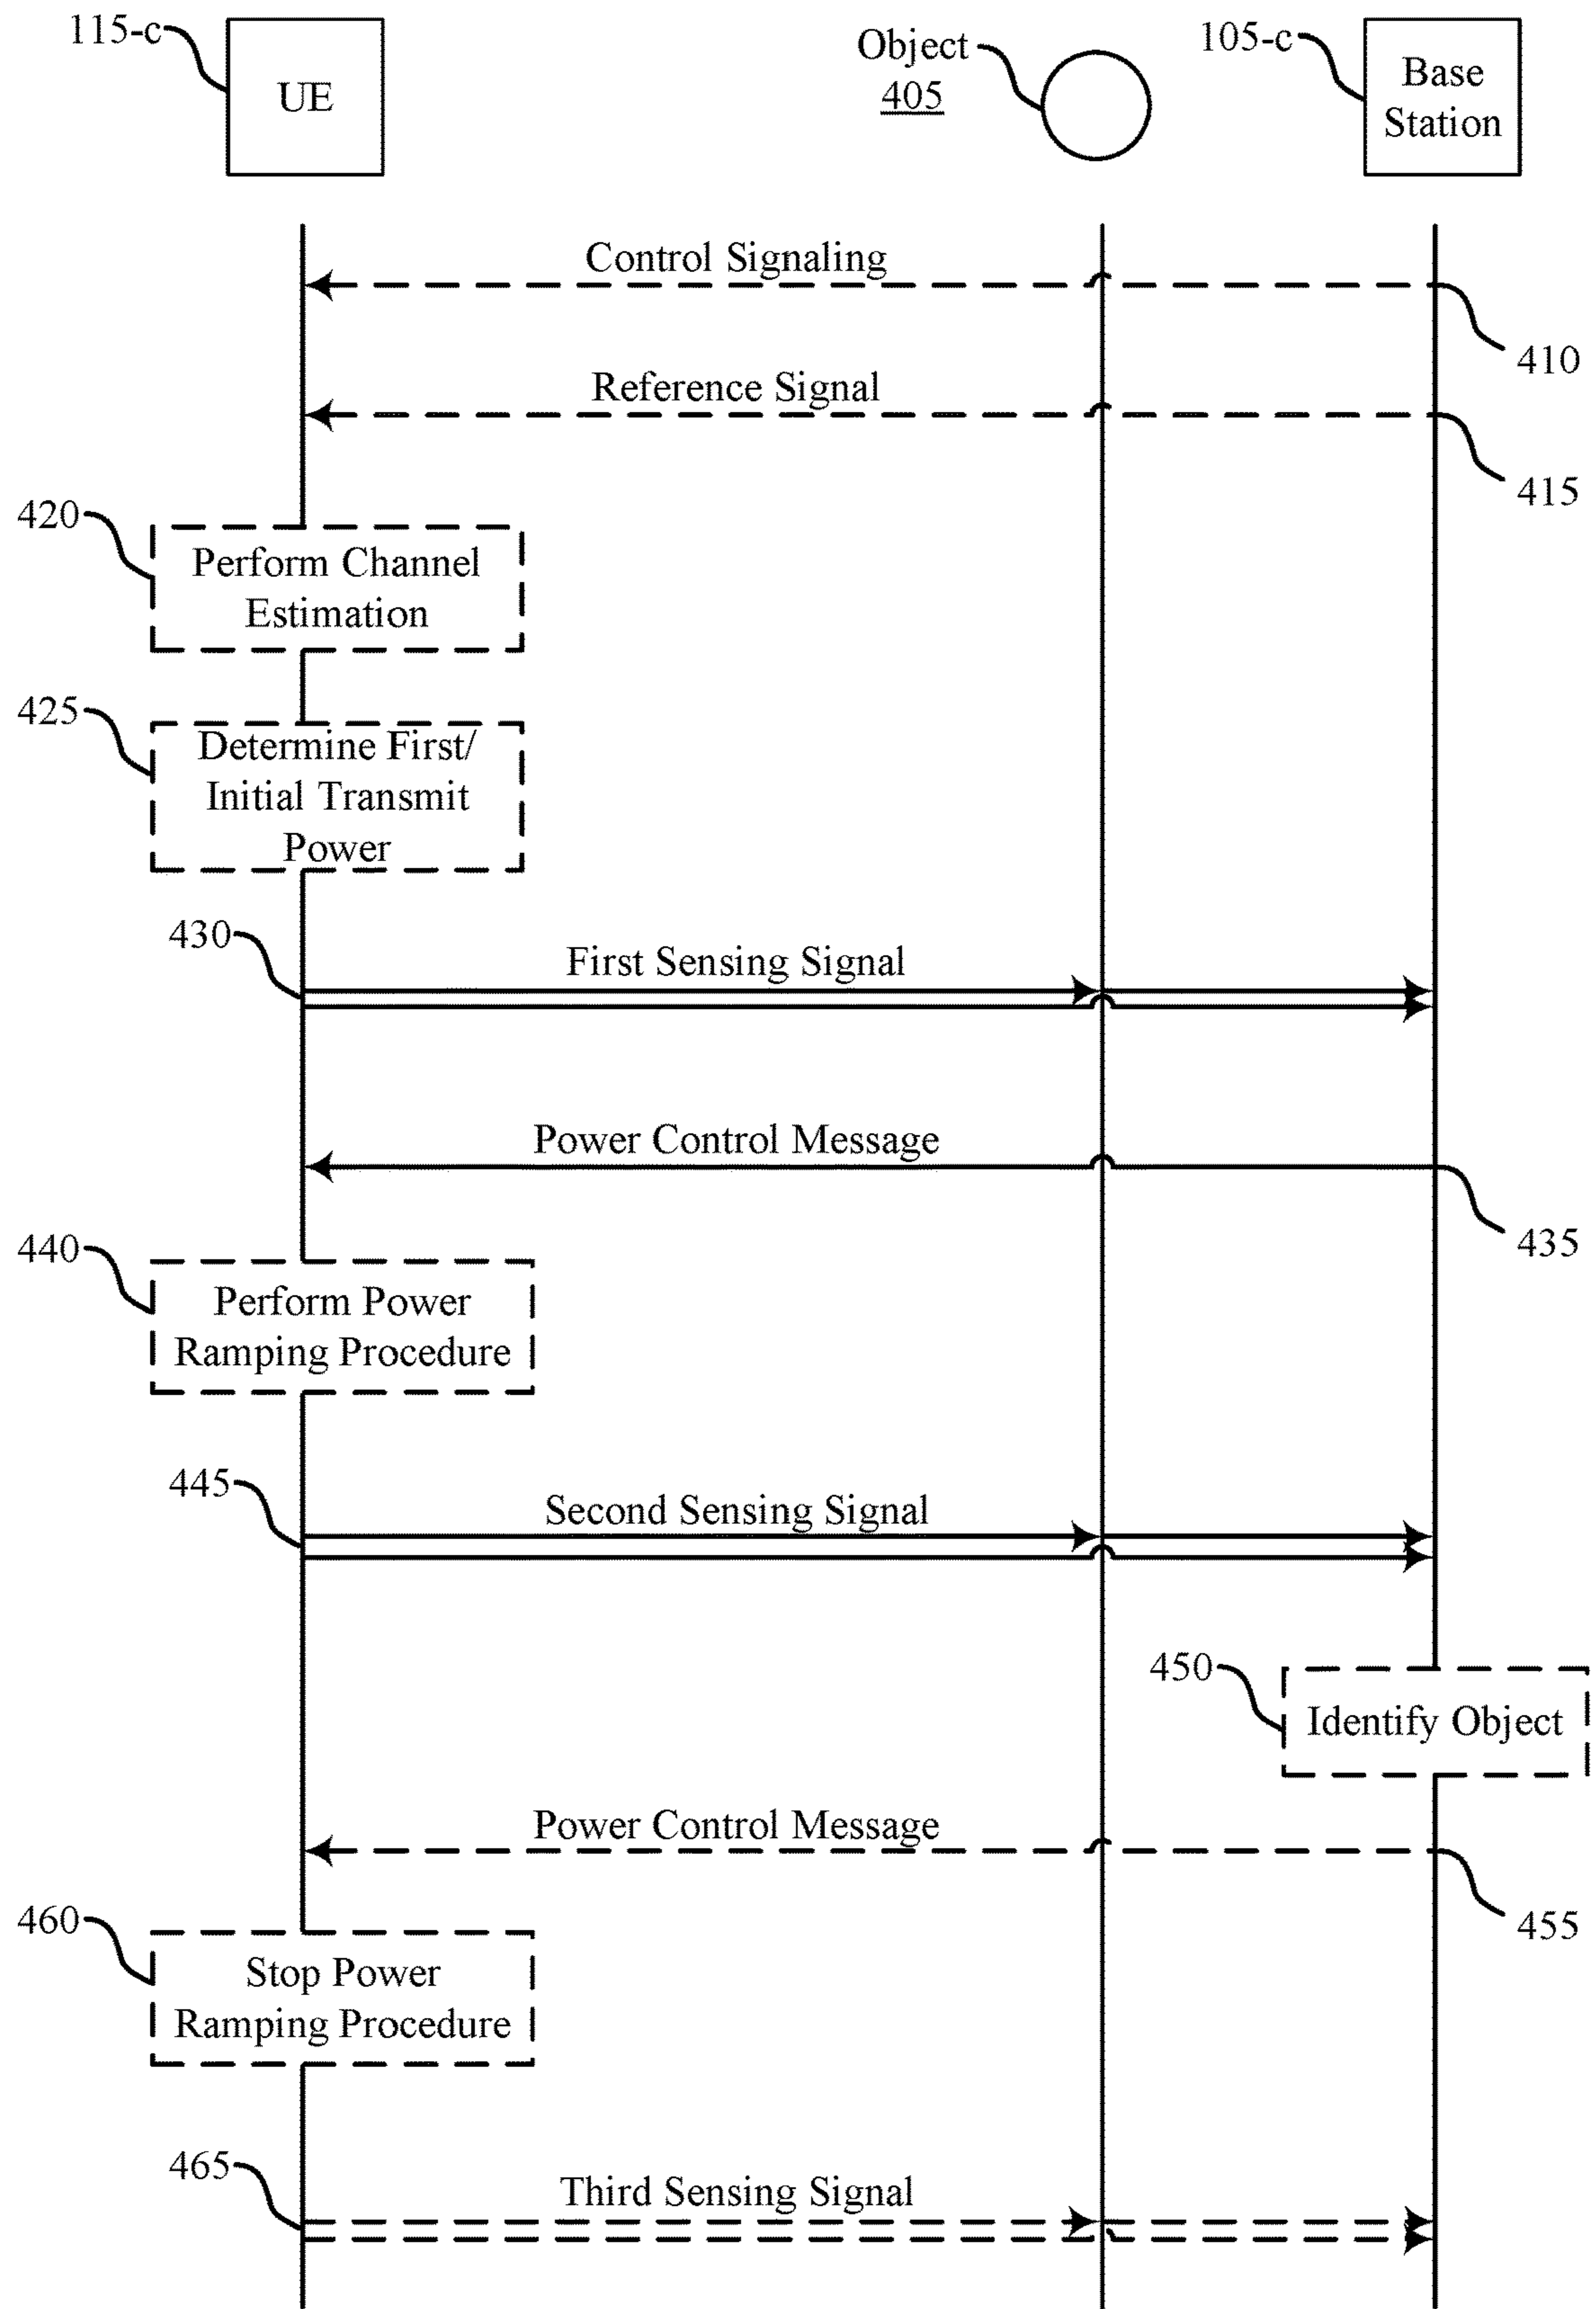 115-c
UE
Object
405
105-c
Base
Station
Control Signaling
410
Reference Signal
415
420
Perform Channel
Estimation
425
Determine First/
Initial Transmit
Power
430
First Sensing Signal
Power Control Message
435
440
Perform Power
Ramping Procedure
445
Second Sensing Signal
450
Identify Object
Power Control Message
455
460
Stop Power
Ramping Procedure
465
Third Sensing Signal